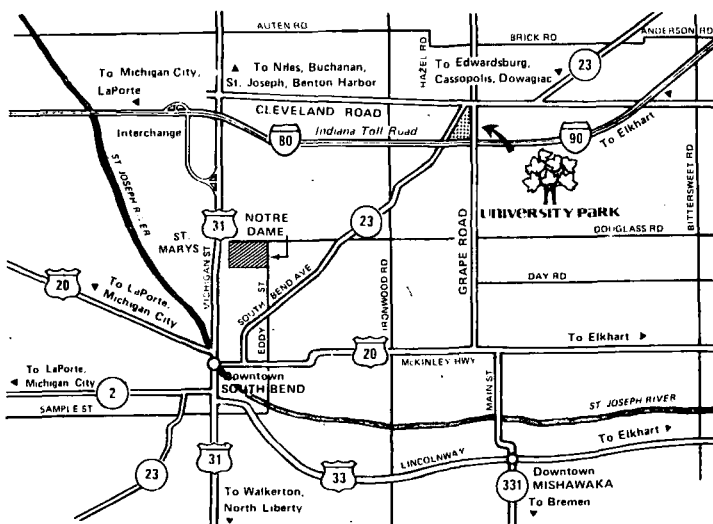 AUTEN RD
HAZEL RD
BRICK RD
ANDERSON RD
23
To Michigan City,
LaPorte
To Niles, Buchanan,
St. Joseph, Benton Harbor
To Edwardsburg,
Cassopolis, Dowagiac
CLEVELAND ROAD
Interchange
80
Indiana Toll Road
90
To Elkhart
ST. JOSEPH RIVER
UNIVERSITY PARK
BITTERSWEET RD
31
ST.
MARYS
NOTRE
DAME
23
DOUGLASS RD
MICHIGAN ST
GRAPE ROAD
DAY RD
20
To LaPorte,
Michigan City
SOUTH BEND AVE
EDDY ST
IRONWOOD RD
To Elkhart
20
McKINLEY HWY
To LaPorte,
Michigan City
Downtown
SOUTH BEND
2
MAIN ST
ST JOSEPH RIVER
SAMPLE ST
To Elkhart
LINCOLNWAY
23
31
33
Downtown
MISHAWAKA
331
To Walkerton,
North Liberty
To Bremen